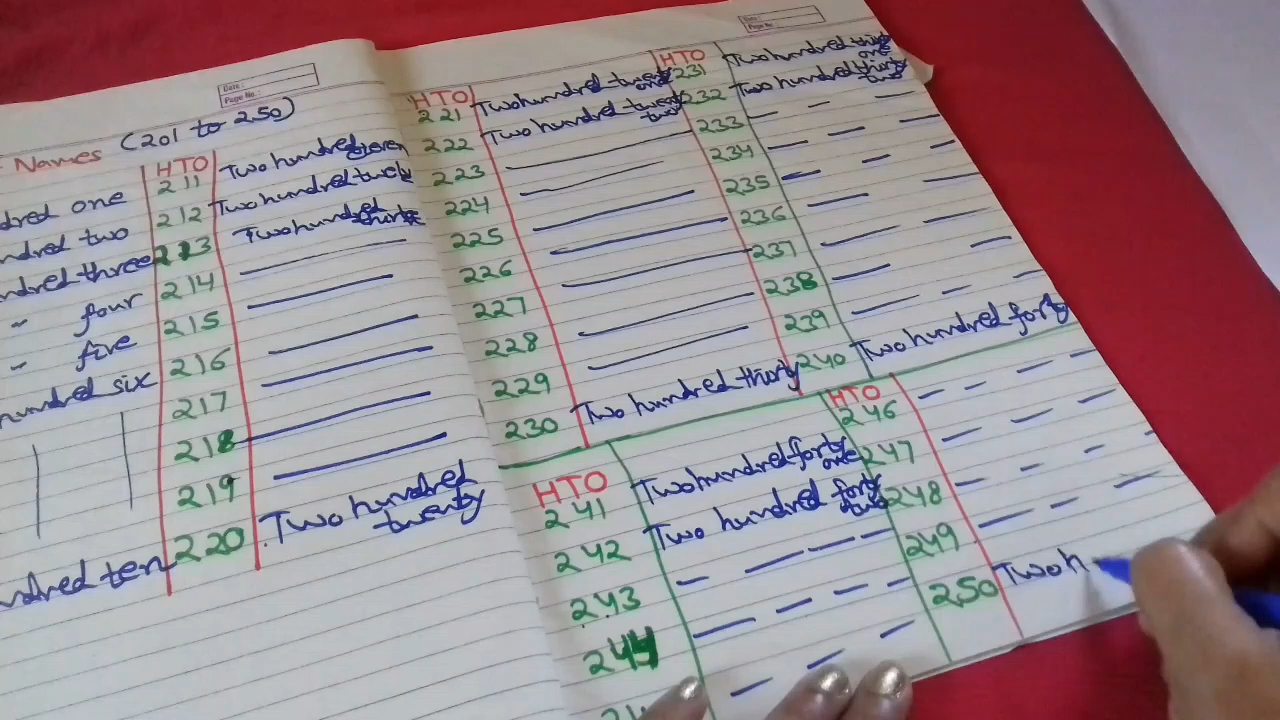 Date:
Page No.:
Names (201 to 250)
dred one
ndred two
ndred three
" four
" five
hundred six
ndred ten
HTO
211 Two hundred
212 Two hundred
213 Two hundred
214
215
216
217
218
219
220 Two hundred
twenty
HTO
221 Two hundred twenty
one
222 Two hundred twenty
two
223
224
225
226
227
228
229
230 Two hundred thirty
Date:
Page No.:
HTO
231 Two hundred thirty
one
232 Two hundred thirty
two
233
234
235
236
237
238
239
240 Two hundred forty
HTO
241 Two hundred forty
one
242 Two hundred forty
two
243
244
HTO
246
247
248
249
250 Two h